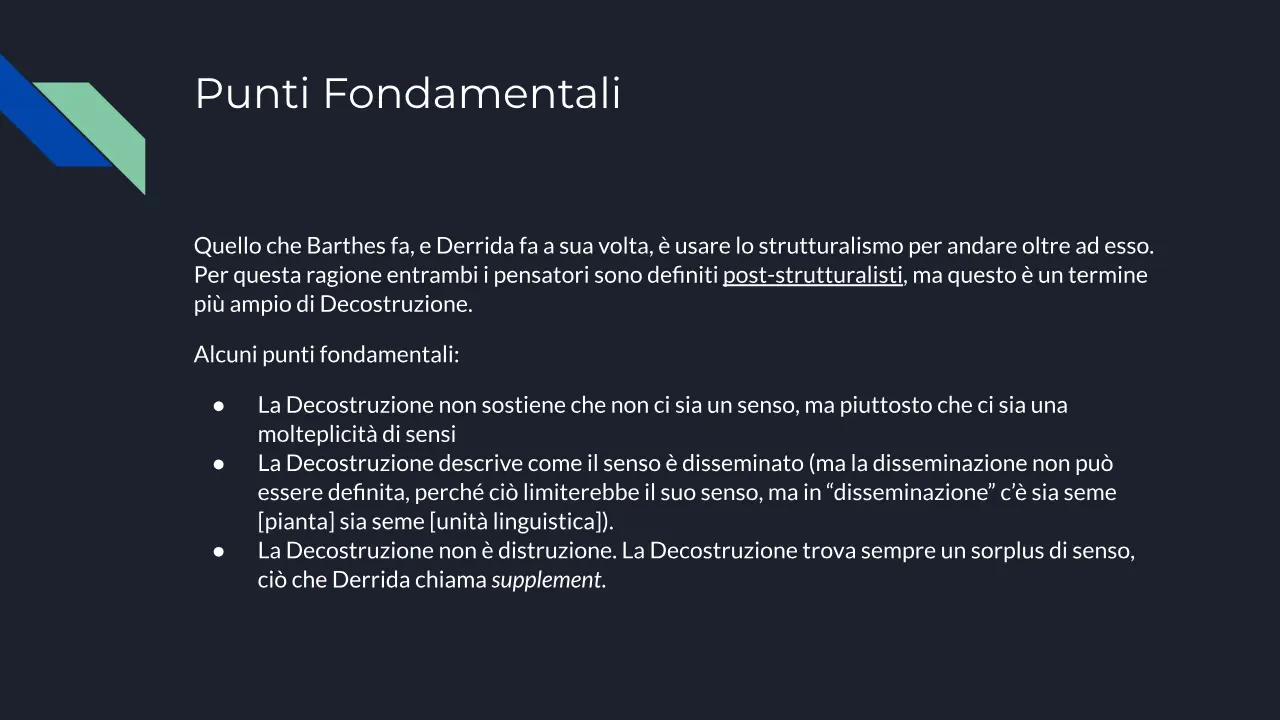 Punti Fondamentali
Quello che Barthes fa, e Derrida fa a sua volta, è usare lo strutturalismo per andare oltre ad esso.
Per questa ragione entrambi i pensatori sono definiti post-strutturalisti, ma questo è un termine
più ampio di Decostruzione.
Alcuni punti fondamentali:
● La Decostruzione non sostiene che non ci sia un senso, ma piuttosto che ci sia una
molteplicità di sensi
● La Decostruzione descrive come il senso è disseminato (ma la disseminazione non può
essere definita, perché ciò limiterebbe il suo senso, ma in “disseminazione” c’è sia seme
[pianta] sia seme [unità linguistica]).
● La Decostruzione non è distruzione. La Decostruzione trova sempre un sorplus di senso,
ciò che Derrida chiama supplement.